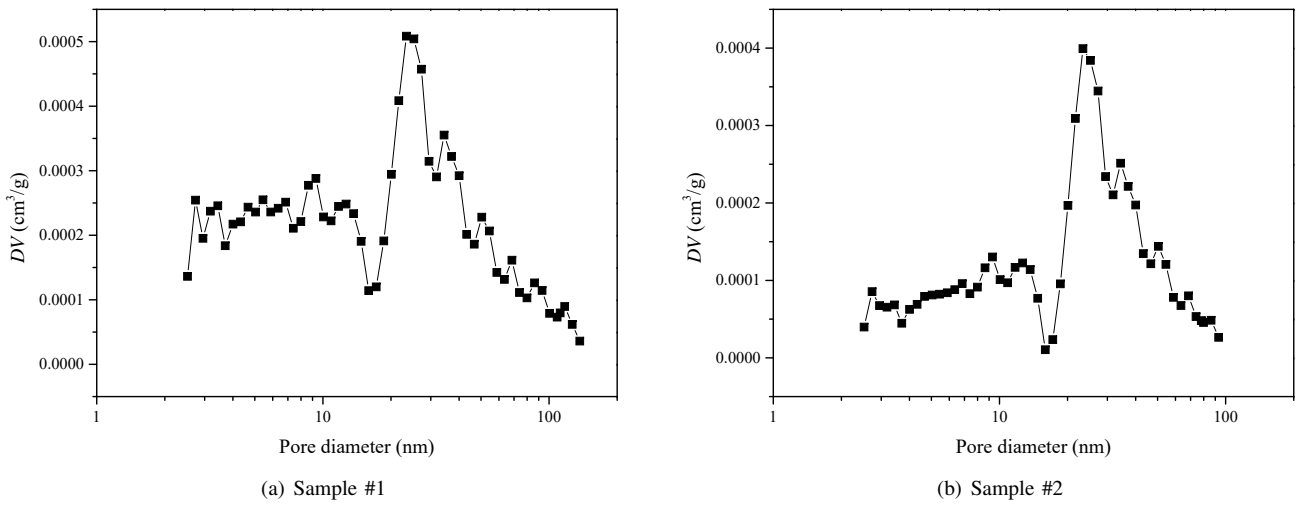 0.0005
0.0004
0.0003
0.0002
0.0001
0.0000
DV (cm³/g)
1 10 100
Pore diameter (nm)
(a) Sample #1
0.0004
0.0003
0.0002
0.0001
0.0000
DV (cm³/g)
1 10 100
Pore diameter (nm)
(b) Sample #2